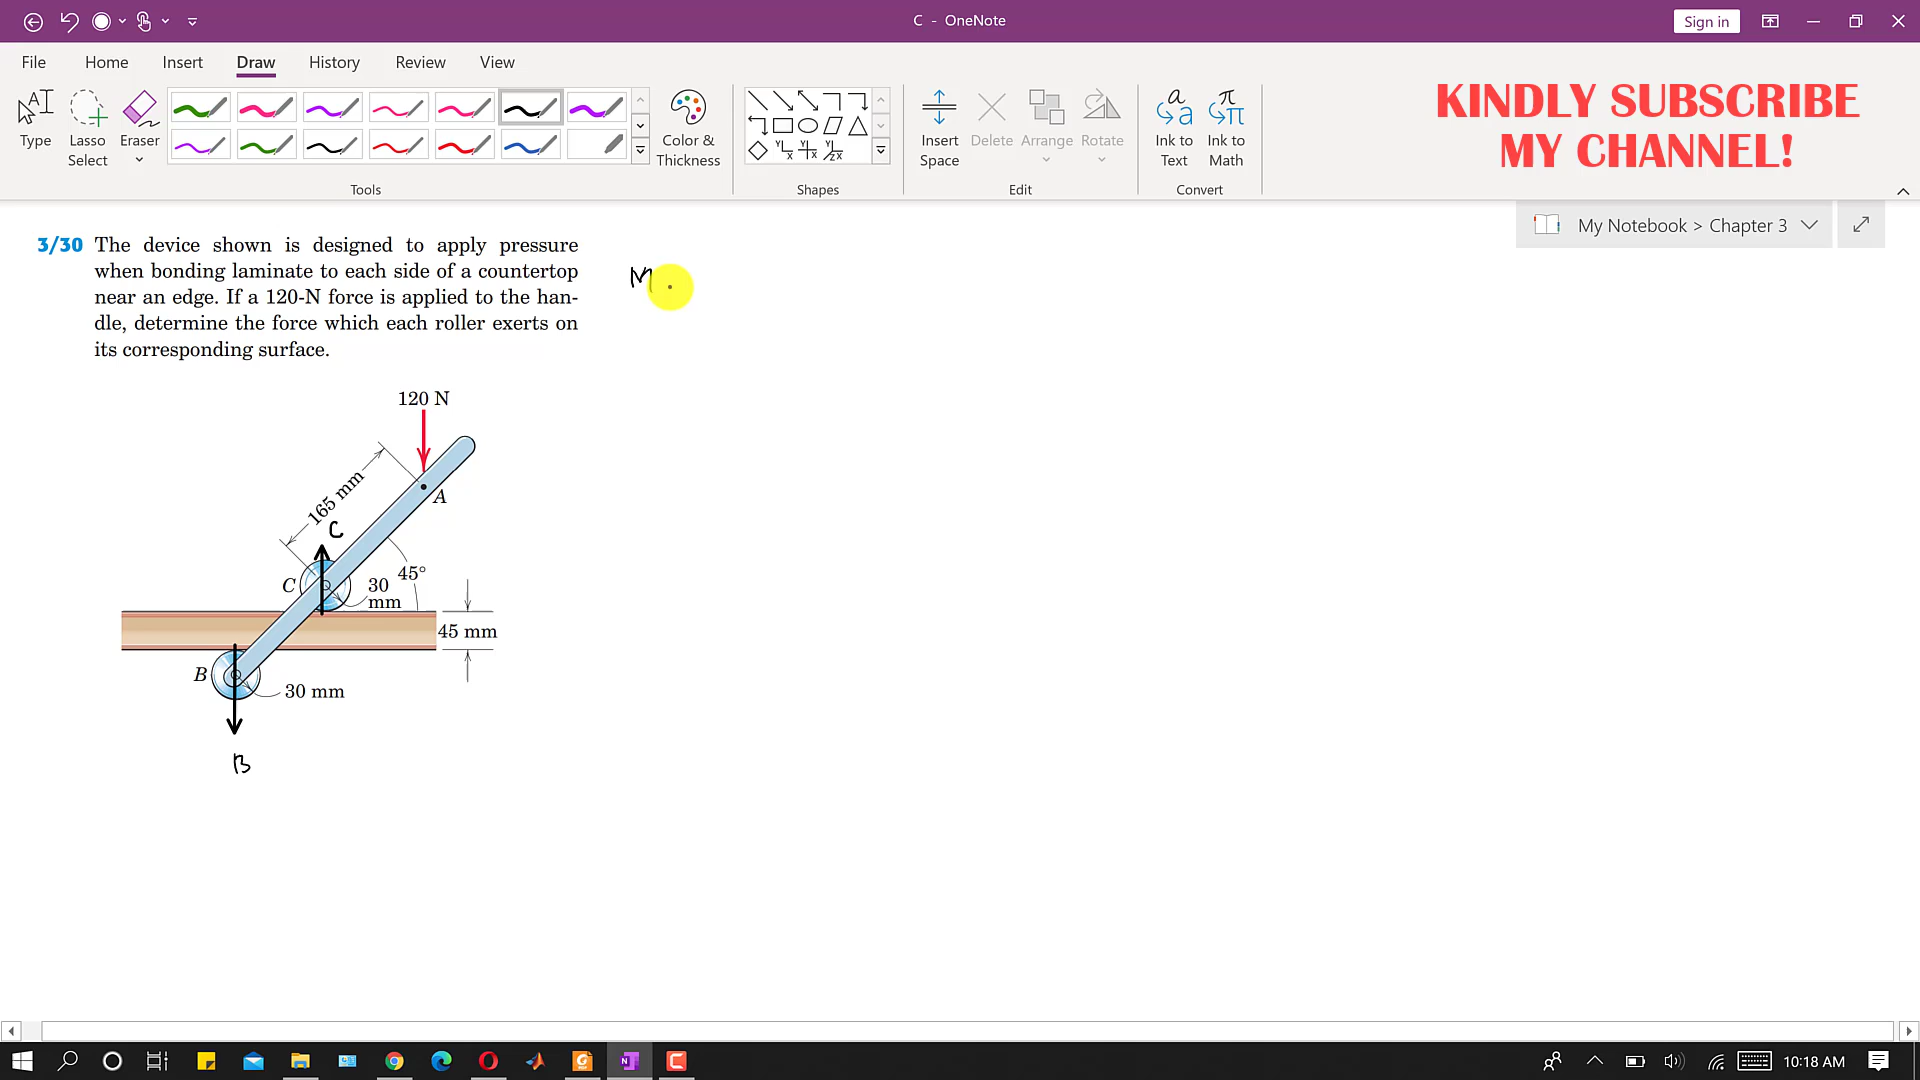 C - OneNote
Sign in
File Home Insert Draw History Review View
KINDLY SUBSCRIBE
MY CHANNEL!
Type
Lasso
Select
Eraser
Color &
Thickness
Insert
Space
Delete
Arrange
Rotate
Ink to
Text
Ink to
Math
Tools
Shapes
Edit
Convert
My Notebook > Chapter 3
3/30 The device shown is designed to apply pressure
when bonding laminate to each side of a countertop
near an edge. If a 120-N force is applied to the han-
dle, determine the force which each roller exerts on
its corresponding surface.
M
120 N
165 mm
A
C
C
30
mm
45°
45 mm
B
30 mm
B
10:18 AM